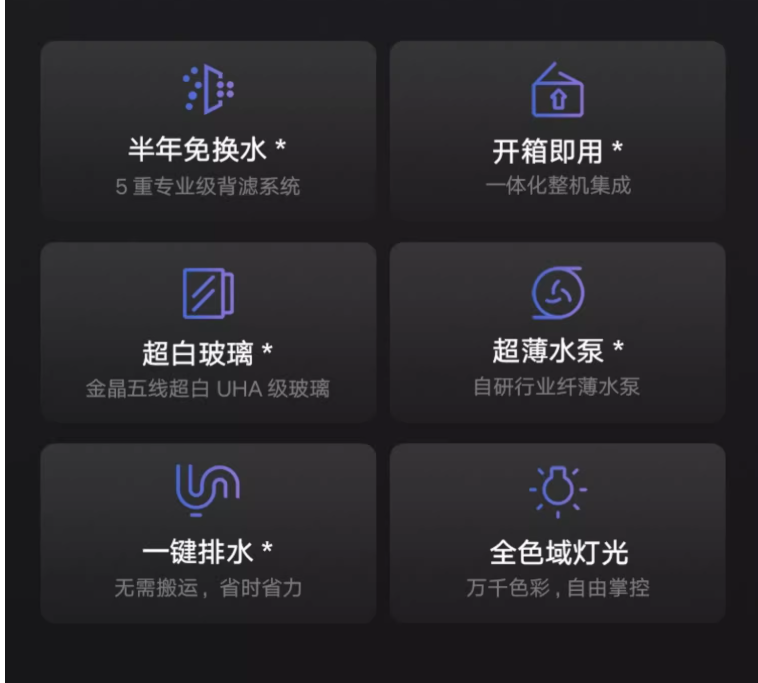 半年免换水 *
5 重专业级背滤系统
开箱即用 *
一体化整机集成
超白玻璃 *
金晶五线超白 UHA 级玻璃
超薄水泵 *
自研行业纤薄水泵
一键排水 *
无需搬运，省时省力
全色域灯光
万千色彩，自由掌控